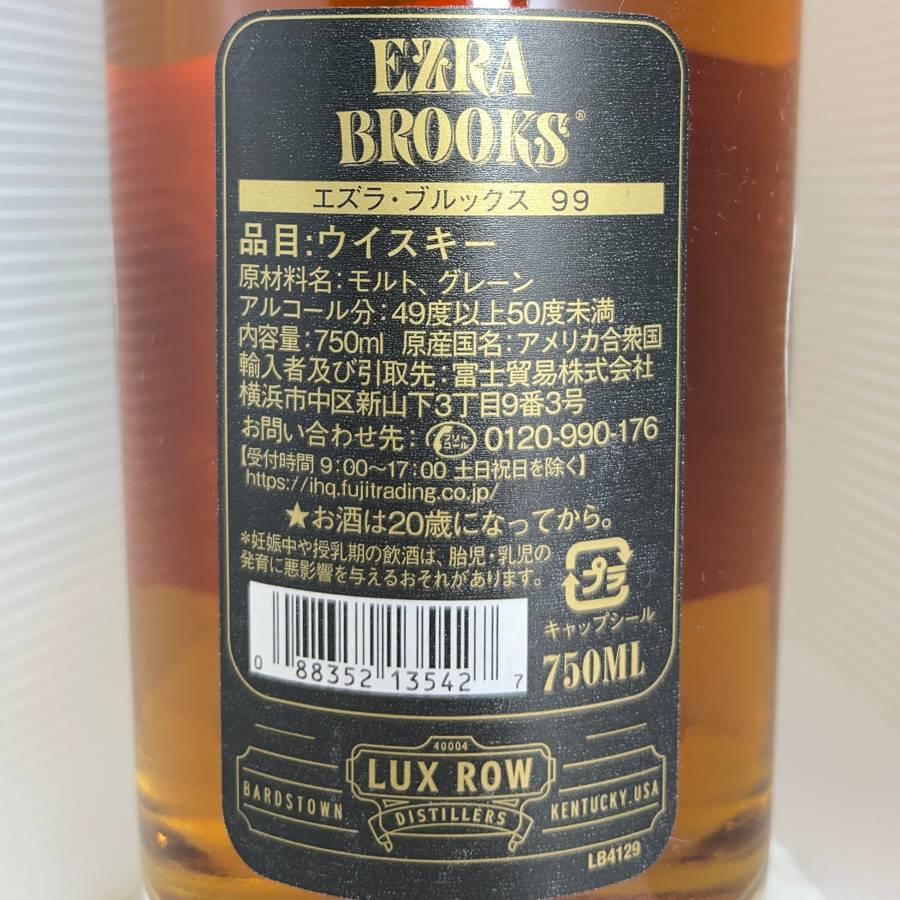 EZRA
BROOKS®
エズラ・ブルックス 99
品目:ウイスキー
原材料名:モルト、グレーン
アルコール分:49度以上50度未満
内容量:750ml 原産国名:アメリカ合衆国
輸入者及び引取先:富士貿易株式会社
横浜市中区新山下3丁目9番3号
お問い合わせ先: フリーコール 0120-990-176
【受付時間 9:00〜17:00 土日祝日を除く】
https://ihq.fujitrading.co.jp/
★お酒は20歳になってから。
*妊娠中や授乳期の飲酒は、胎児・乳児の
発育に悪影響を与えるおそれがあります。
プラ
キャップシール
0 88352 13542 7
750ML
40004
LUX ROW
DISTILLERS
BARDSTOWN
KENTUCKY.USA
LB4129